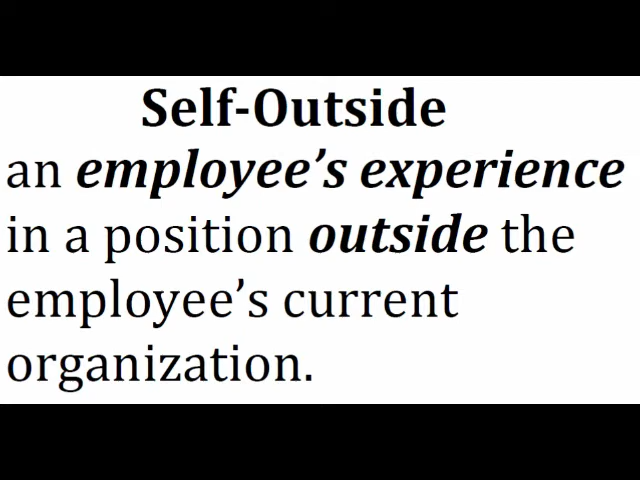 Self-Outside
an employee’s experience
in a position outside the
employee’s current
organization.